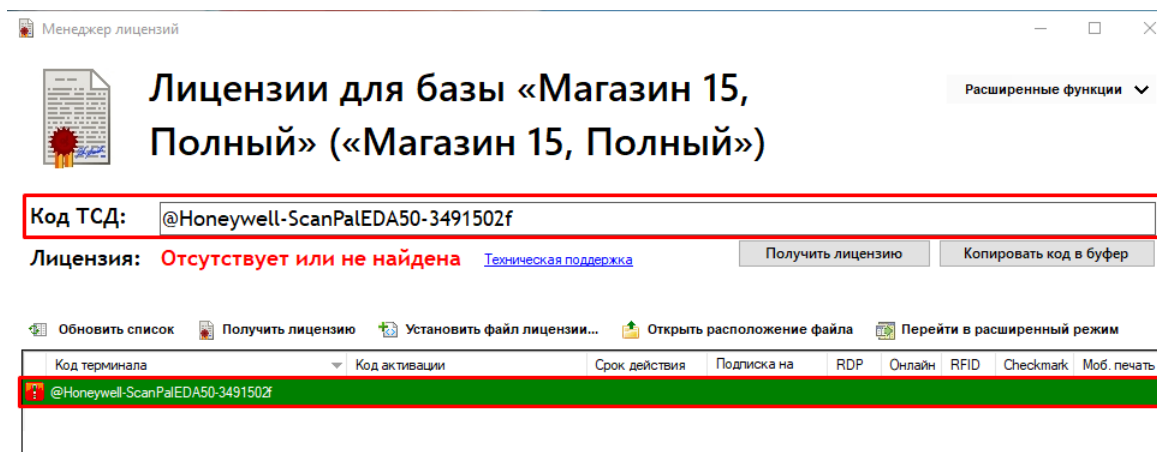 Менеджер лицензий
Лицензии для базы «Магазин 15,
Полный» («Магазин 15, Полный»)
Расширенные функции
Код ТСД: @Honeywell-ScanPalEDA50-3491502f
Лицензия: Отсутствует или не найдена Техническая поддержка Получить лицензию Копировать код в буфер
Обновить список Получить лицензию Установить файл лицензии... Открыть расположение файла Перейти в расширенный режим
Код терминала Код активации Срок действия Подписка на RDP Онлайн RFID Checkmark Моб. печать
@Honeywell-ScanPalEDA50-3491502f